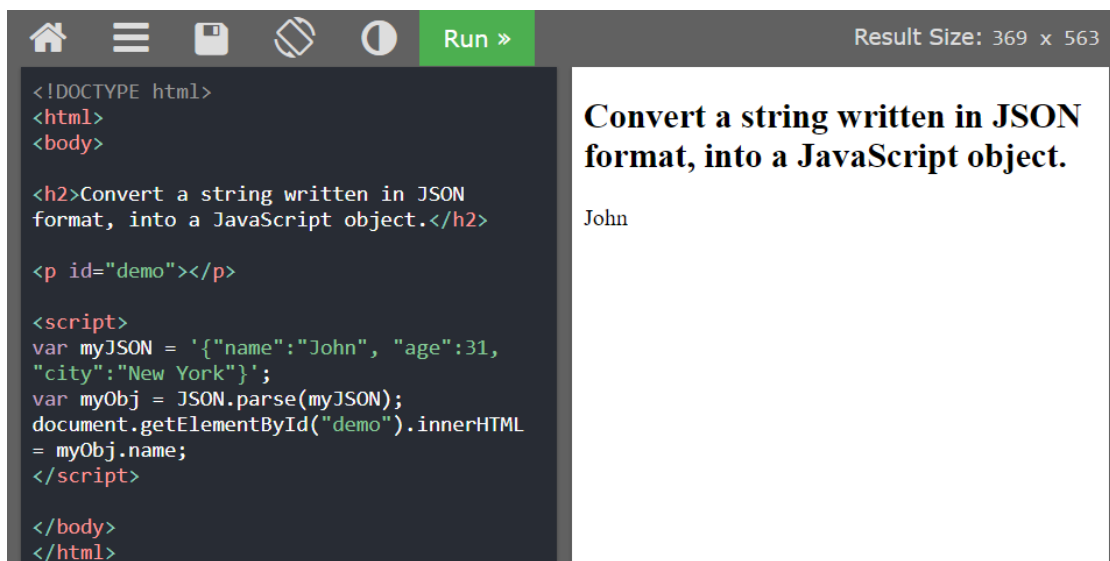 Run »
Result Size: 369 x 563
<!DOCTYPE html>
<html>
<body>
<h2>Convert a string written in JSON
format, into a JavaScript object.</h2>
<p id="demo"></p>
<script>
var myJSON = '{"name":"John", "age":31,
"city":"New York"}';
var myObj = JSON.parse(myJSON);
document.getElementById("demo").innerHTML
= myObj.name;
</script>
</body>
</html>
Convert a string written in JSON
format, into a JavaScript object.
John